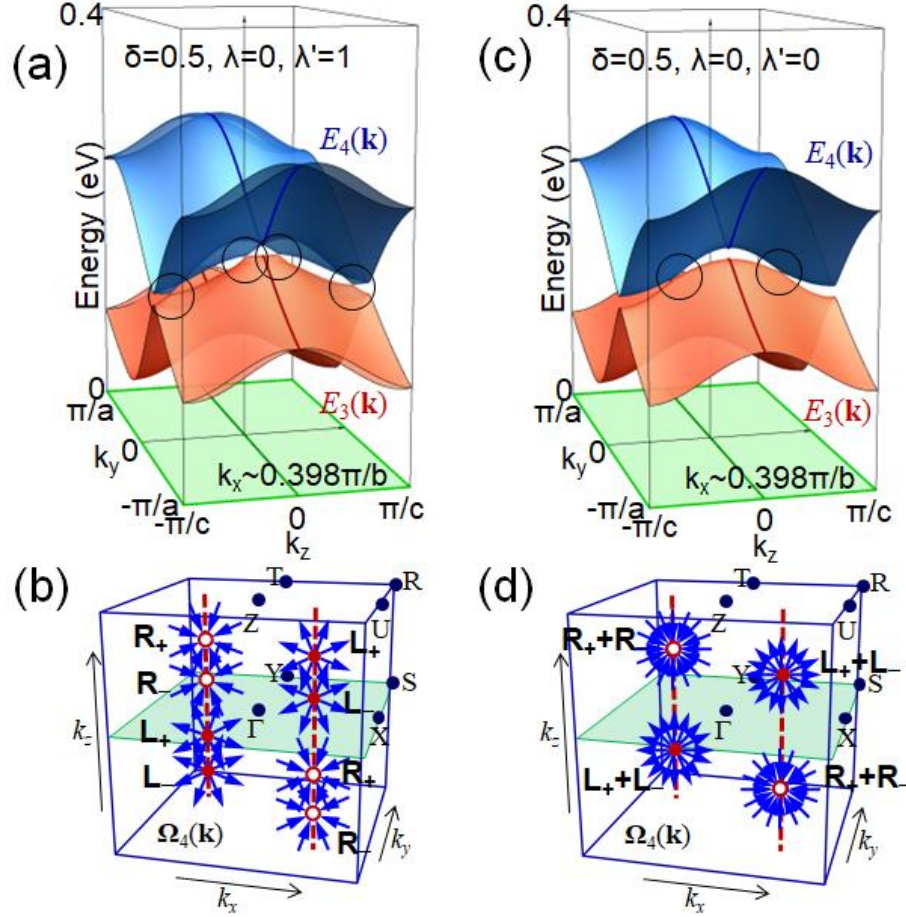 (a)
0.4
δ=0.5, λ=0, λ'=1
E4(k)
Energy (eV)
E3(k)
0
π/a
ky
0
-π/a
kx~0.398π/b
-π/c
0
π/c
kz
(c)
0.4
δ=0.5, λ=0, λ'=0
E4(k)
Energy (eV)
E3(k)
0
π/a
ky
0
-π/a
kx~0.398π/b
-π/c
0
π/c
kz
(b)
T
R
Z
U
R+
L+
R−
Y
S
L−
Γ
X
L+
R+
L−
R−
Ω4(k)
kz
kx
ky
(d)
T
R
Z
U
R++R−
L++L−
Y
S
Γ
X
L++L−
R++R−
Ω4(k)
kz
kx
ky